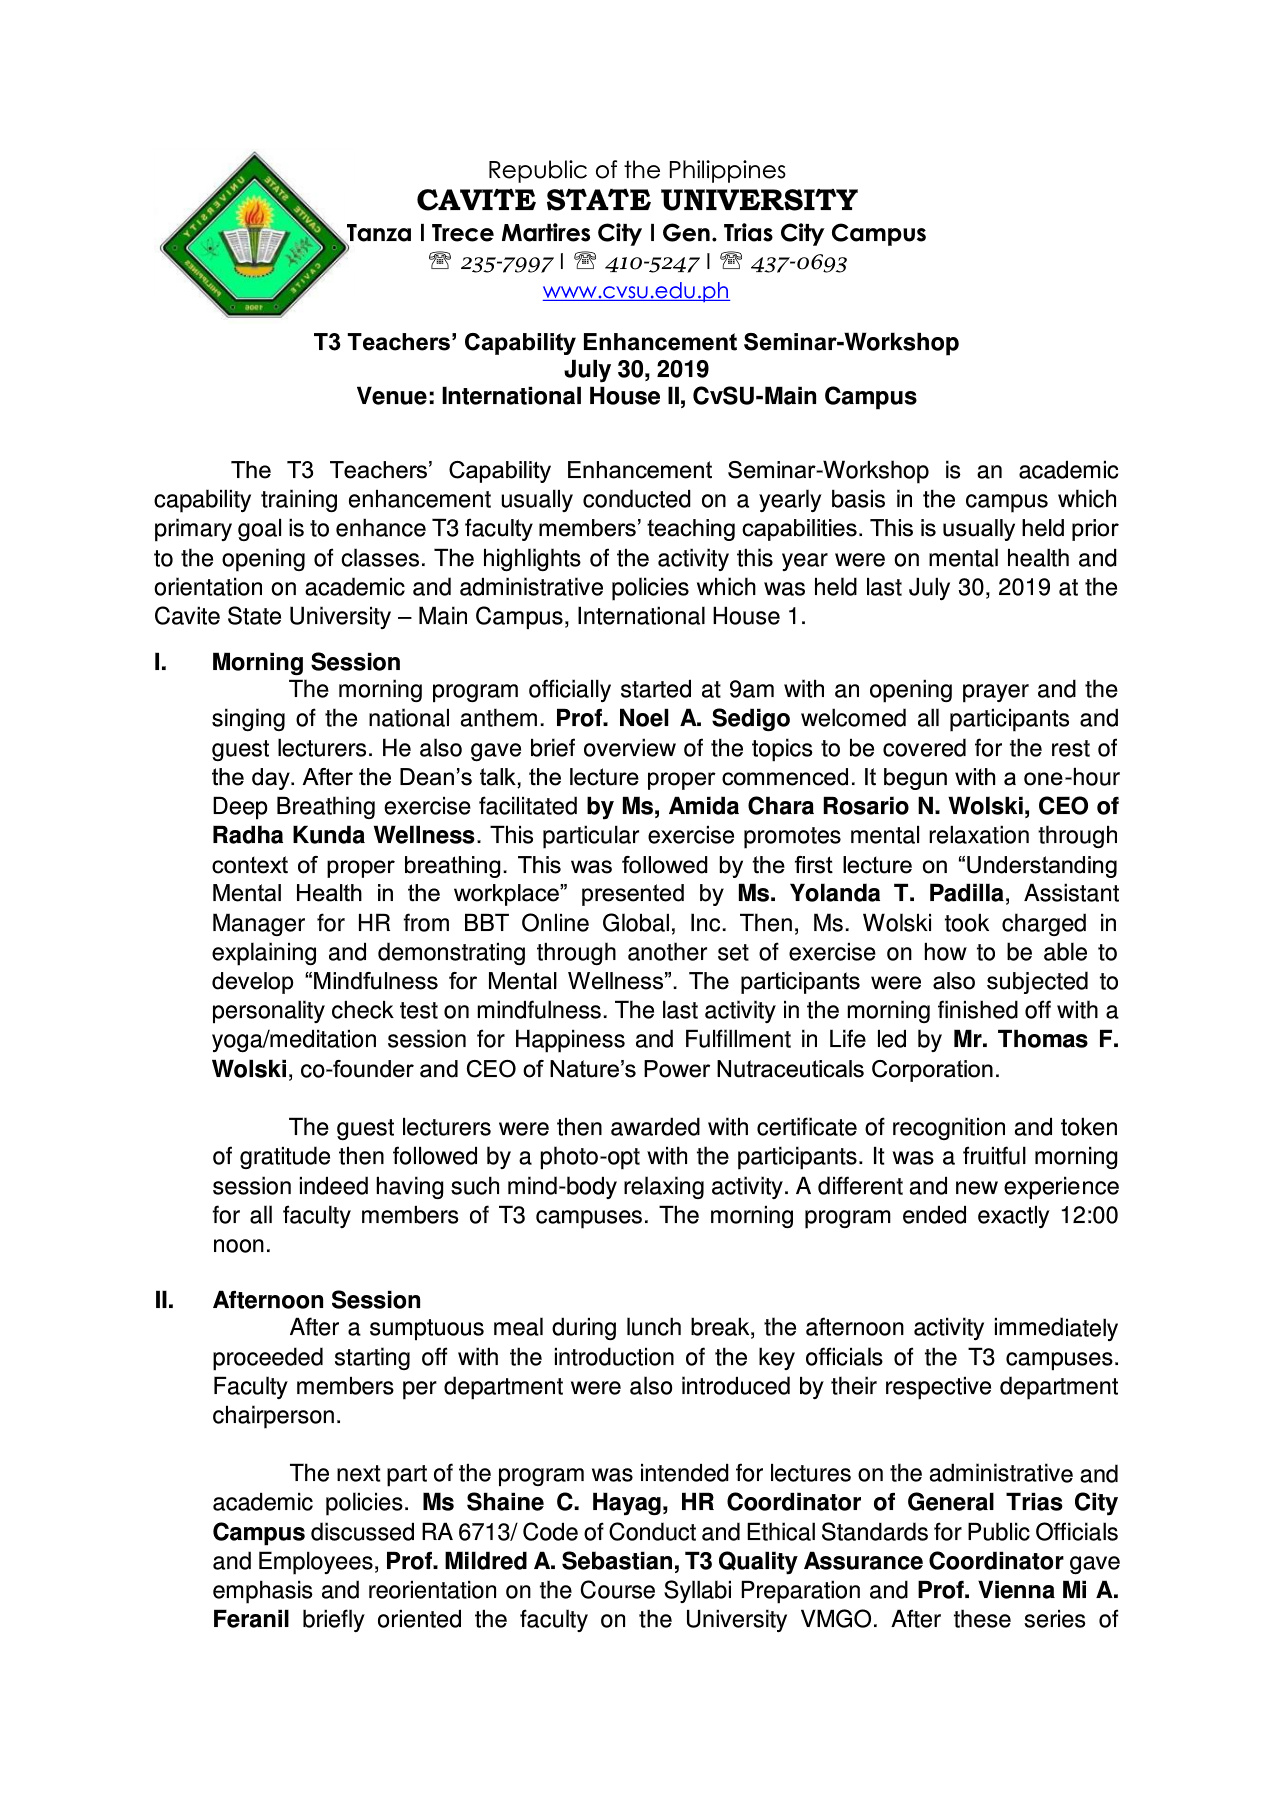 Republic of the Philippines
CAVITE STATE UNIVERSITY
Tanza | Trece Martires City | Gen. Trias City Campus
☏ 235-7997 | ☏ 410-5247 | ☏ 437-0693
www.cvsu.edu.ph
CAVITE STATE UNIVERSITY
CAVITE
PHILIPPINES
1906
T3 Teachers’ Capability Enhancement Seminar-Workshop
July 30, 2019
Venue: International House II, CvSU-Main Campus
The T3 Teachers’ Capability Enhancement Seminar-Workshop is an academic
capability training enhancement usually conducted on a yearly basis in the campus which
primary goal is to enhance T3 faculty members’ teaching capabilities. This is usually held prior
to the opening of classes. The highlights of the activity this year were on mental health and
orientation on academic and administrative policies which was held last July 30, 2019 at the
Cavite State University – Main Campus, International House 1.
I. Morning Session
The morning program officially started at 9am with an opening prayer and the
singing of the national anthem. Prof. Noel A. Sedigo welcomed all participants and
guest lecturers. He also gave brief overview of the topics to be covered for the rest of
the day. After the Dean’s talk, the lecture proper commenced. It begun with a one-hour
Deep Breathing exercise facilitated by Ms, Amida Chara Rosario N. Wolski, CEO of
Radha Kunda Wellness. This particular exercise promotes mental relaxation through
context of proper breathing. This was followed by the first lecture on “Understanding
Mental Health in the workplace” presented by Ms. Yolanda T. Padilla, Assistant
Manager for HR from BBT Online Global, Inc. Then, Ms. Wolski took charged in
explaining and demonstrating through another set of exercise on how to be able to
develop “Mindfulness for Mental Wellness”. The participants were also subjected to
personality check test on mindfulness. The last activity in the morning finished off with a
yoga/meditation session for Happiness and Fulfillment in Life led by Mr. Thomas F.
Wolski, co-founder and CEO of Nature’s Power Nutraceuticals Corporation.
The guest lecturers were then awarded with certificate of recognition and token
of gratitude then followed by a photo-opt with the participants. It was a fruitful morning
session indeed having such mind-body relaxing activity. A different and new experience
for all faculty members of T3 campuses. The morning program ended exactly 12:00
noon.
II. Afternoon Session
After a sumptuous meal during lunch break, the afternoon activity immediately
proceeded starting off with the introduction of the key officials of the T3 campuses.
Faculty members per department were also introduced by their respective department
chairperson.
The next part of the program was intended for lectures on the administrative and
academic policies. Ms Shaine C. Hayag, HR Coordinator of General Trias City
Campus discussed RA 6713/ Code of Conduct and Ethical Standards for Public Officials
and Employees, Prof. Mildred A. Sebastian, T3 Quality Assurance Coordinator gave
emphasis and reorientation on the Course Syllabi Preparation and Prof. Vienna Mi A.
Feranil briefly oriented the faculty on the University VMGO. After these series of